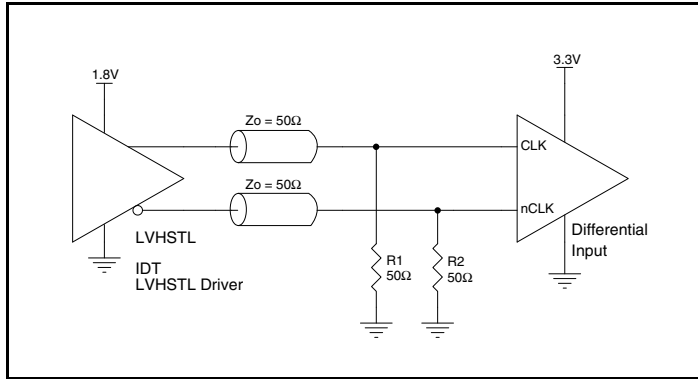 1.8V
3.3V
Zo = 50Ω
CLK
Zo = 50Ω
nCLK
LVHSTL
IDT
LVHSTL Driver
R1
50Ω
R2
50Ω
Differential
Input